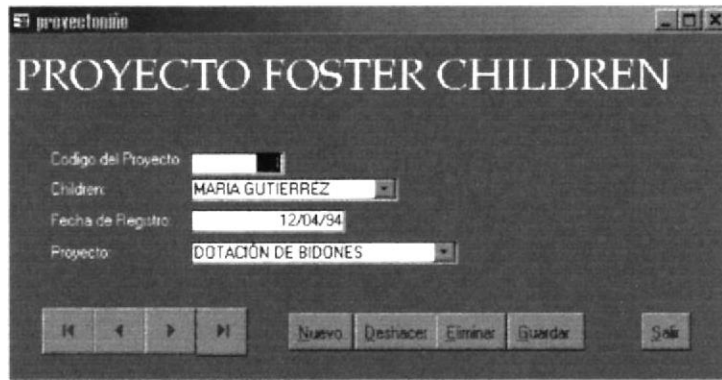 proyectoniño
PROYECTO FOSTER CHILDREN
Codigo del Proyecto
Children:
MARIA GUTIERREZ
Fecha de Registro:
12/04/94
Proyecto:
DOTACIÓN DE BIDONES
Nuevo Deshacer Eliminar Guardar Salir